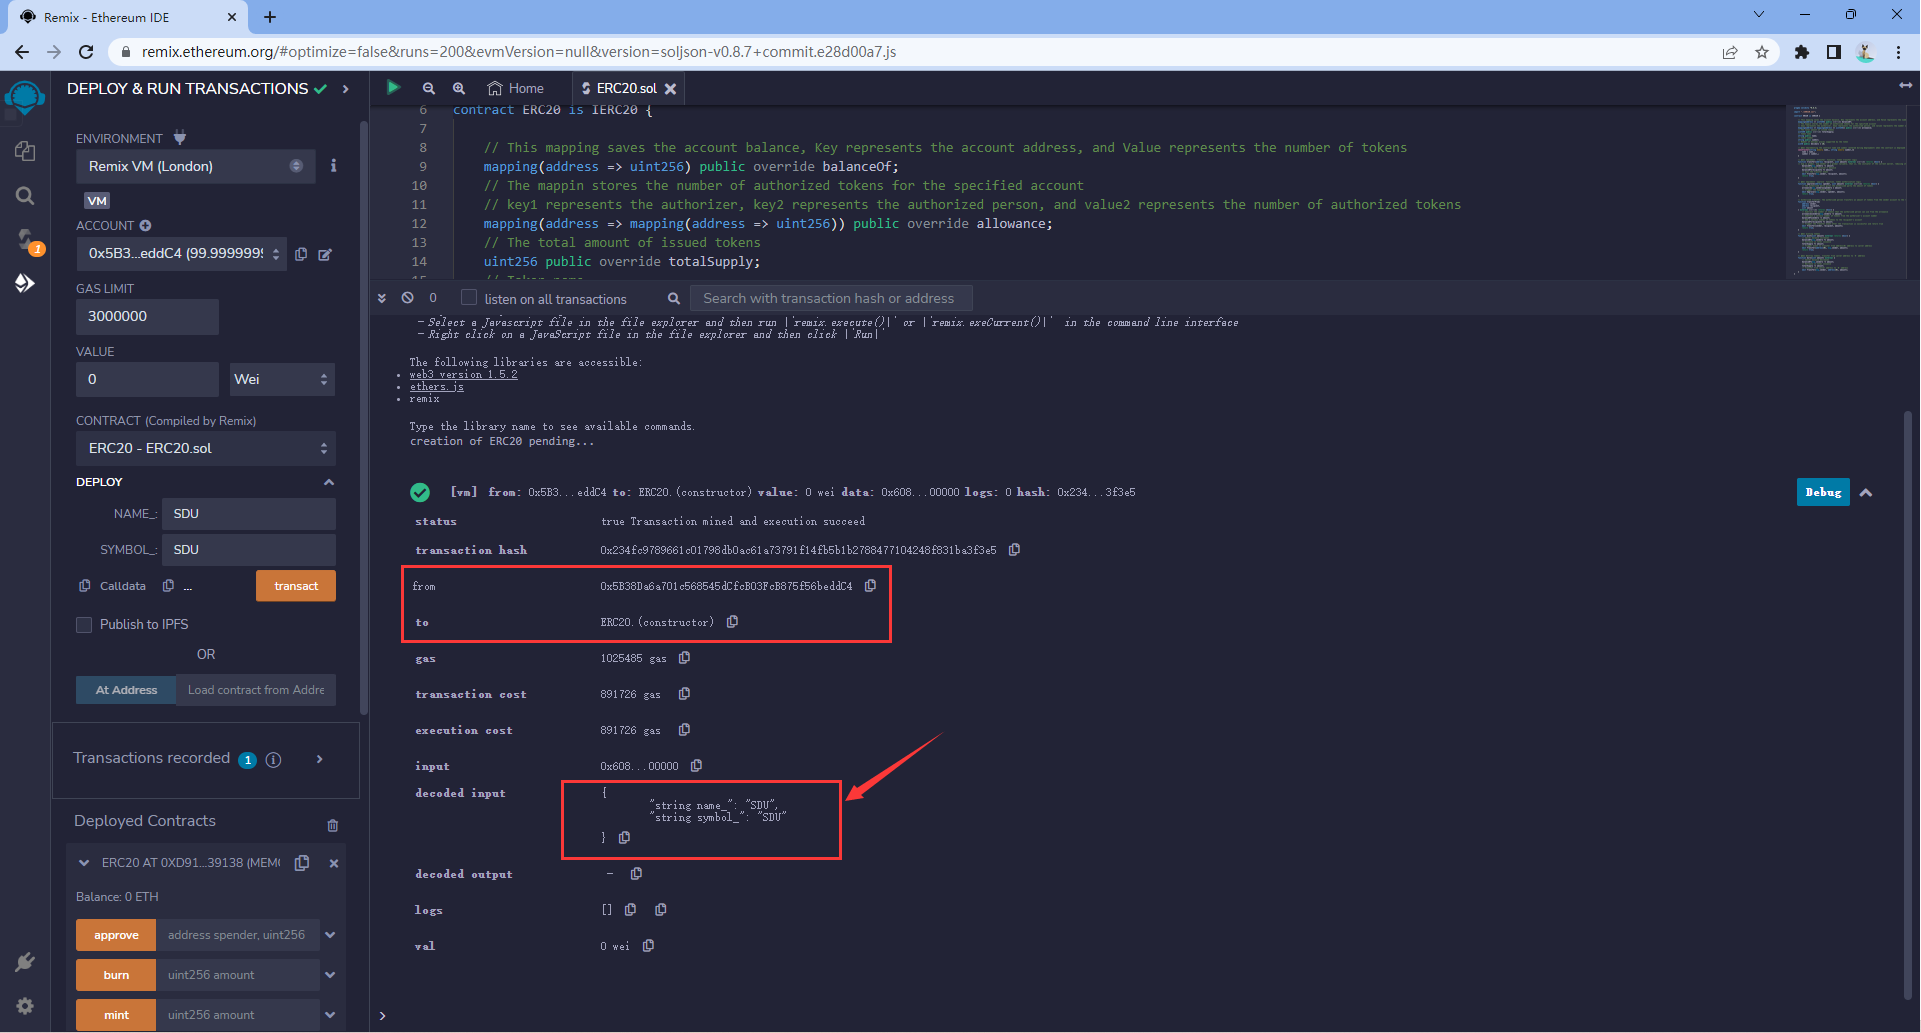 Remix - Ethereum IDE
remix.ethereum.org/#optimize=false&runs=200&evmVersion=null&version=soljson-v0.8.7+commit.e28d00a7.js
DEPLOY & RUN TRANSACTIONS
Home
ERC20.sol
ENVIRONMENT
Remix VM (London)
VM
ACCOUNT
0x5B3...eddC4 (99.9999999
GAS LIMIT
3000000
VALUE
0
Wei
CONTRACT (Compiled by Remix)
ERC20 - ERC20.sol
DEPLOY
NAME_:
SDU
SYMBOL_:
SDU
Calldata
...
transact
Publish to IPFS
OR
At Address
Load contract from Addre
Transactions recorded 1
Deployed Contracts
ERC20 AT 0XD91...39138 (MEM
Balance: 0 ETH
approve
address spender, uint256
burn
uint256 amount
mint
uint256 amount
1
6 contract ERC20 is IERC20 {
7
8 // This mapping saves the account balance, Key represents the account address, and Value represents the number of tokens
9 mapping(address => uint256) public override balanceOf;
10 // The mappin stores the number of authorized tokens for the specified account
11 // key1 represents the authorizer, key2 represents the authorized person, and value2 represents the number of authorized tokens
12 mapping(address => mapping(address => uint256)) public override allowance;
13 // The total amount of issued tokens
14 uint256 public override totalSupply;
15 // Token name
0
listen on all transactions
Search with transaction hash or address
- Select a Javascript file in the file explorer and then run |`remix.execute()|` or |`remix.exeCurrent()|` in the command line interface
- Right click on a JavaScript file in the file explorer and then click |`Run|`
The following libraries are accessible:
• web3 version 1.5.2
• ethers.js
• remix
Type the library name to see available commands.
creation of ERC20 pending...
[vm] from: 0x5B3...eddC4 to: ERC20.(constructor) value: 0 wei data: 0x608...00000 logs: 0 hash: 0x234...3f3e5
Debug
status true Transaction mined and execution succeed
transaction hash 0x234fc9789661c01798db0ac61a73791f14fb5b1b2788477104248f831ba3f3e5
from 0x5B38Da6a701c568545dCfcB03FcB875f56beddC4
to ERC20.(constructor)
gas 1025485 gas
transaction cost 891726 gas
execution cost 891726 gas
input 0x608...00000
decoded input {
"string name_": "SDU",
"string symbol_": "SDU"
}
decoded output -
logs []
val 0 wei
>